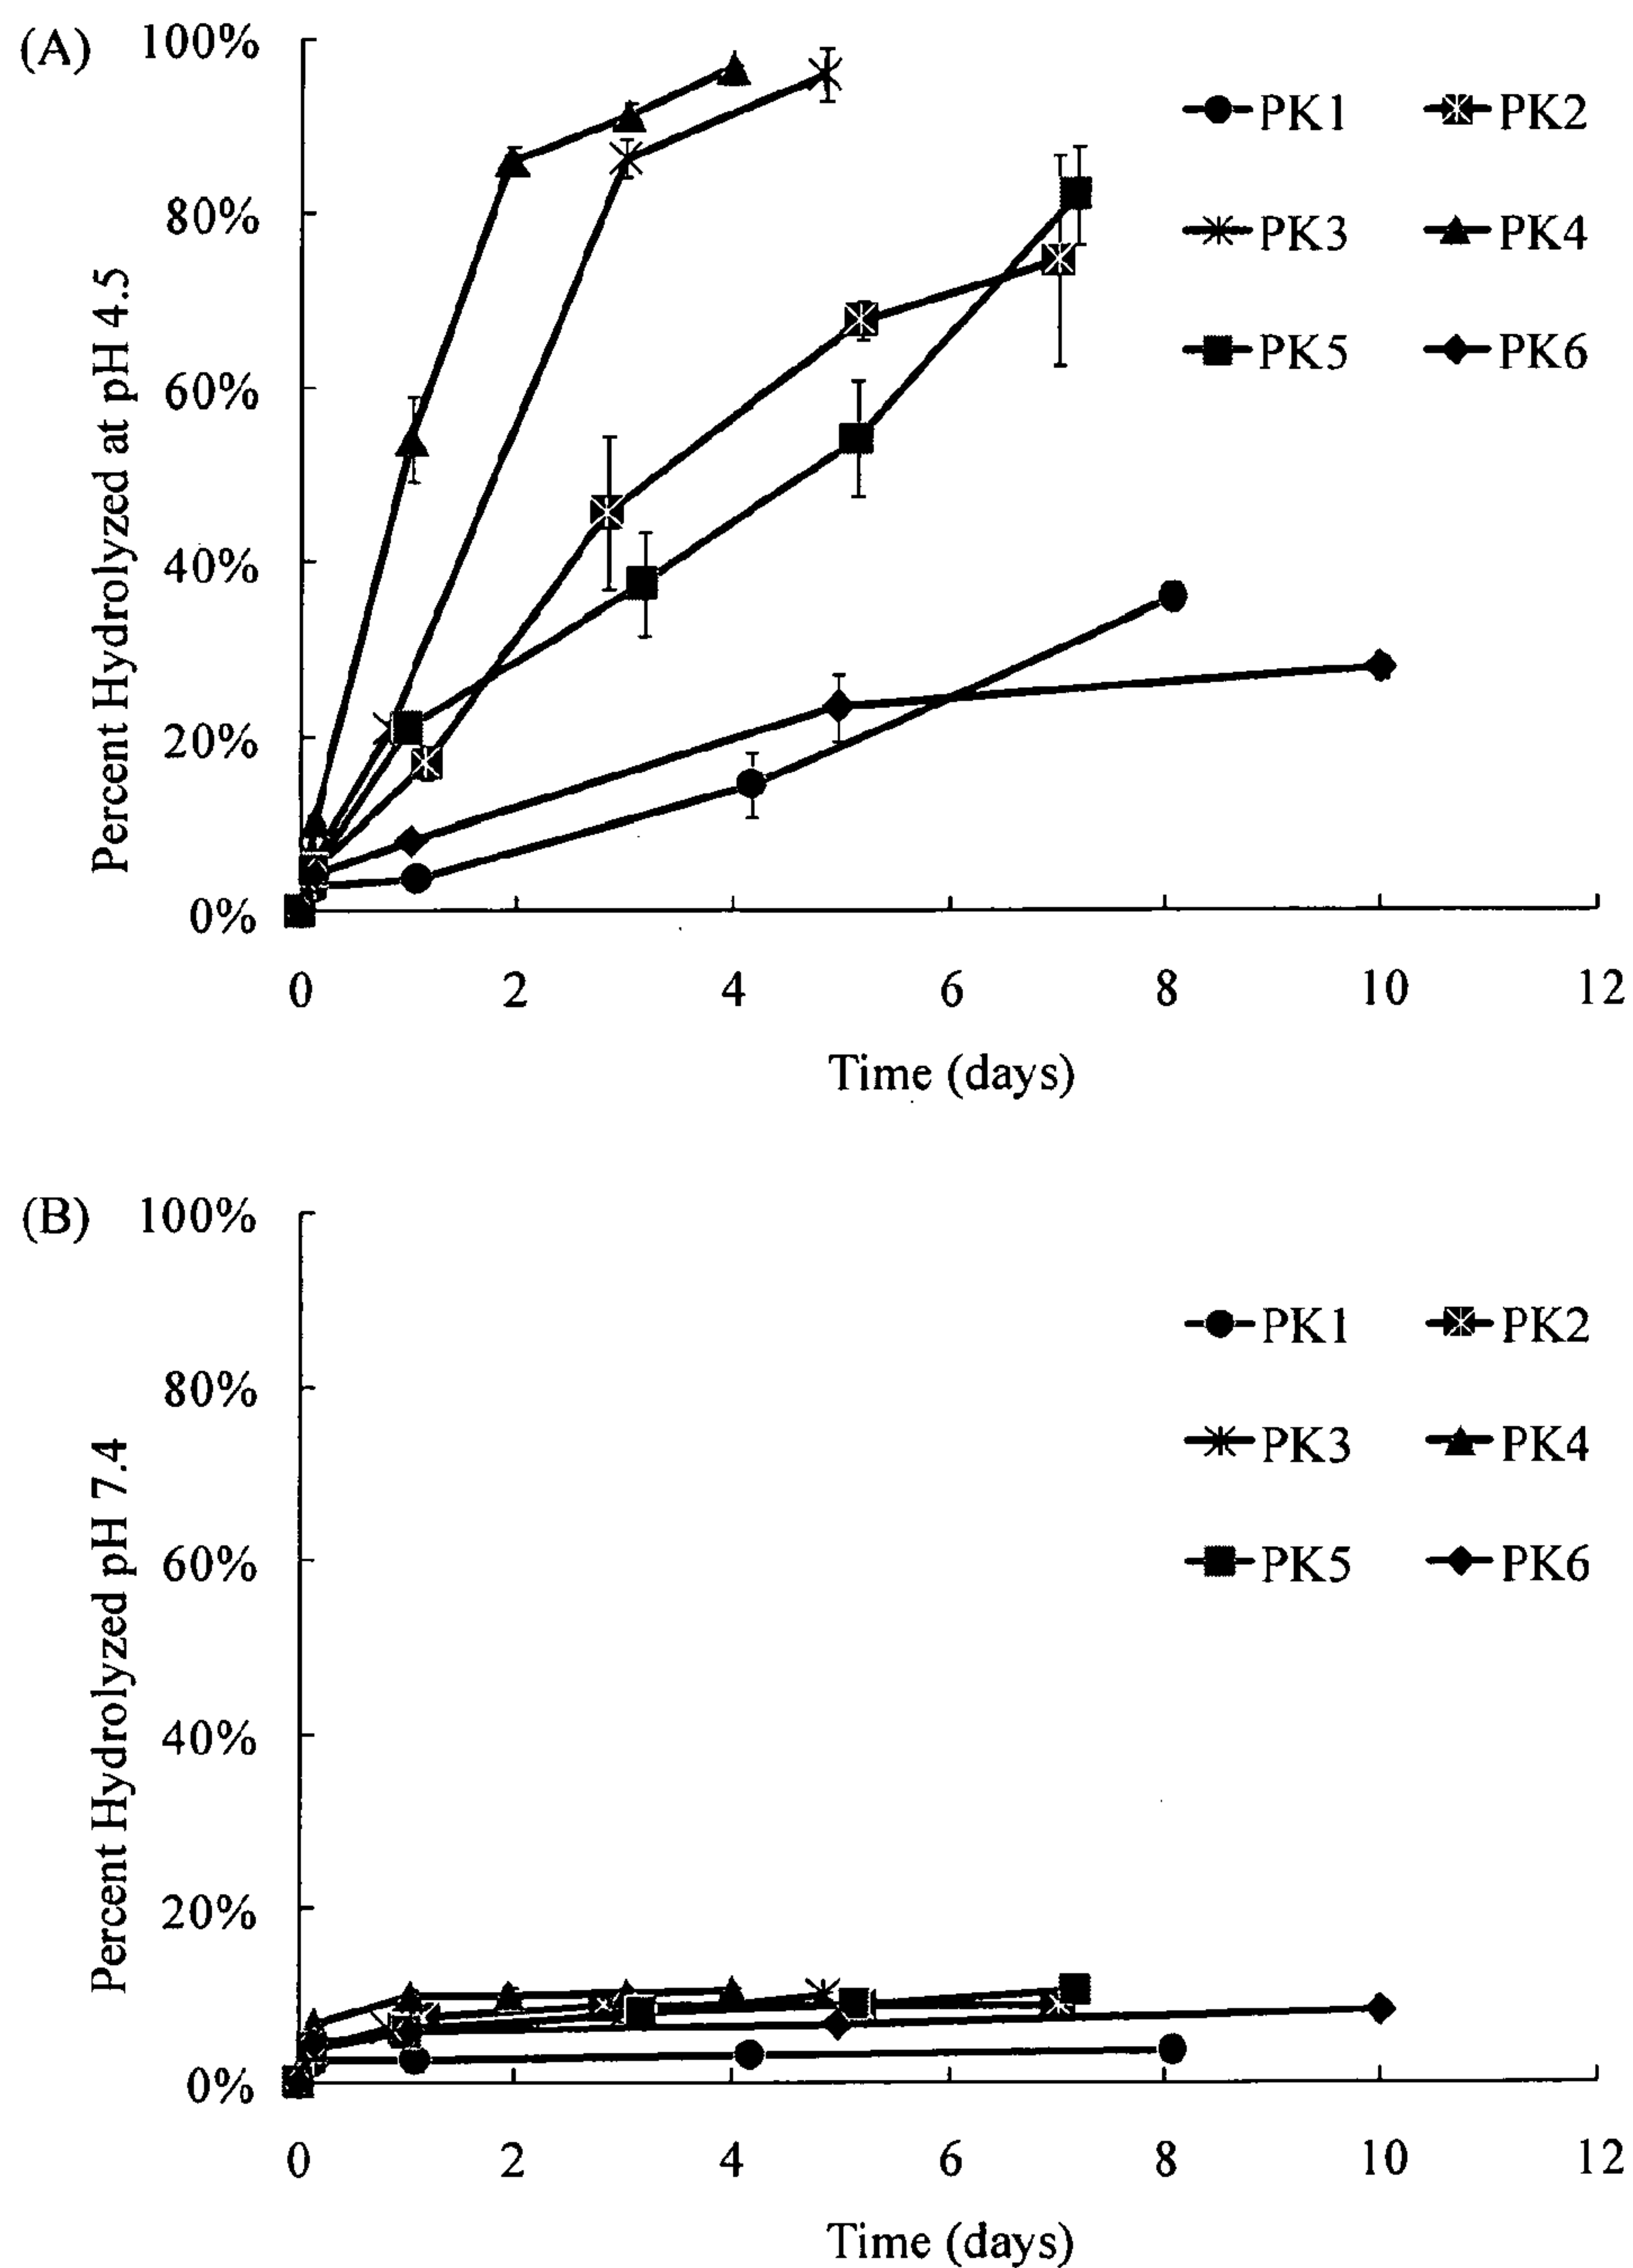 (A)
100%
80%
60%
40%
20%
0%
Percent Hydrolyzed at pH 4.5
PK1 PK2
PK3 PK4
PK5 PK6
0 2 4 6 8 10 12
Time (days)
(B)
100%
80%
60%
40%
20%
0%
Percent Hydrolyzed pH 7.4
PK1 PK2
PK3 PK4
PK5 PK6
0 2 4 6 8 10 12
Time (days)